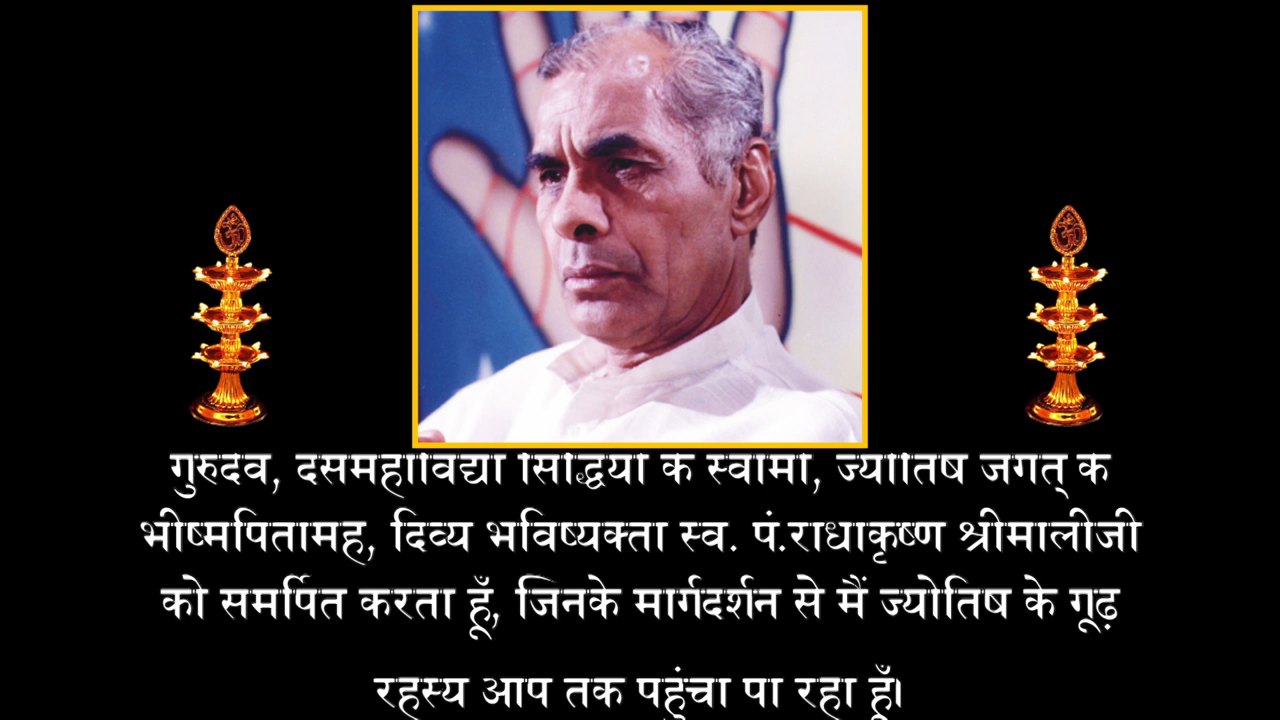 गुरुदेव, दसमहाविद्या सिद्धियों के स्वामी, ज्योतिष जगत् के
भीष्मपितामह, दिव्य भविष्यक्ता स्व. पं.राधाकृष्ण श्रीमालीजी
को समर्पित करता हूँ, जिनके मार्गदर्शन से मैं ज्योतिष के गूढ़
रहस्य आप तक पहुंचा पा रहा हूँ।